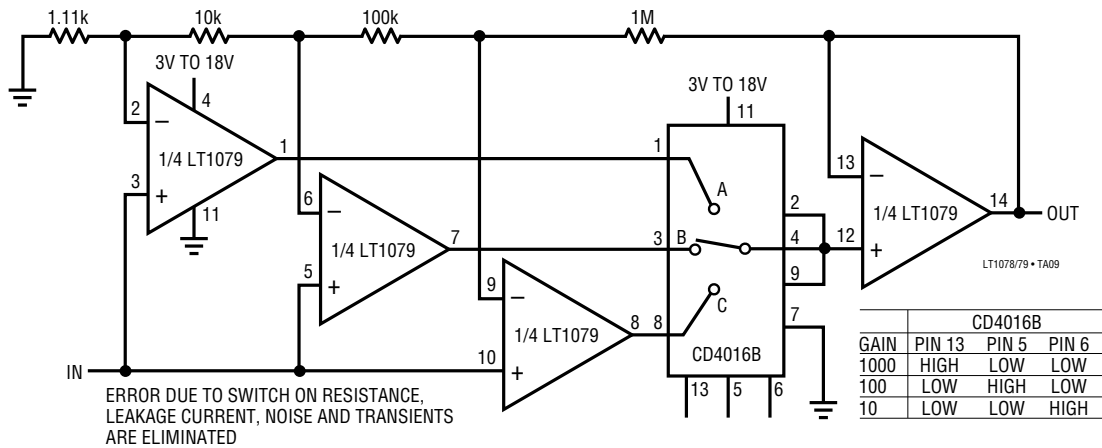 1.11k 10k 100k 1M
3V TO 18V
4
2
3
1
11
1/4 LT1079
6
5
7
1/4 LT1079
9
10
8
1/4 LT1079
3V TO 18V
11
1
3
8
A
B
C
2
4
9
7
CD4016B
13 5 6
13
12
14
1/4 LT1079
OUT
LT1078/79 • TA09
IN
ERROR DUE TO SWITCH ON RESISTANCE,
LEAKAGE CURRENT, NOISE AND TRANSIENTS
ARE ELIMINATED
CD4016B
GAIN PIN 13 PIN 5 PIN 6
1000 HIGH LOW LOW
100 LOW HIGH LOW
10 LOW LOW HIGH